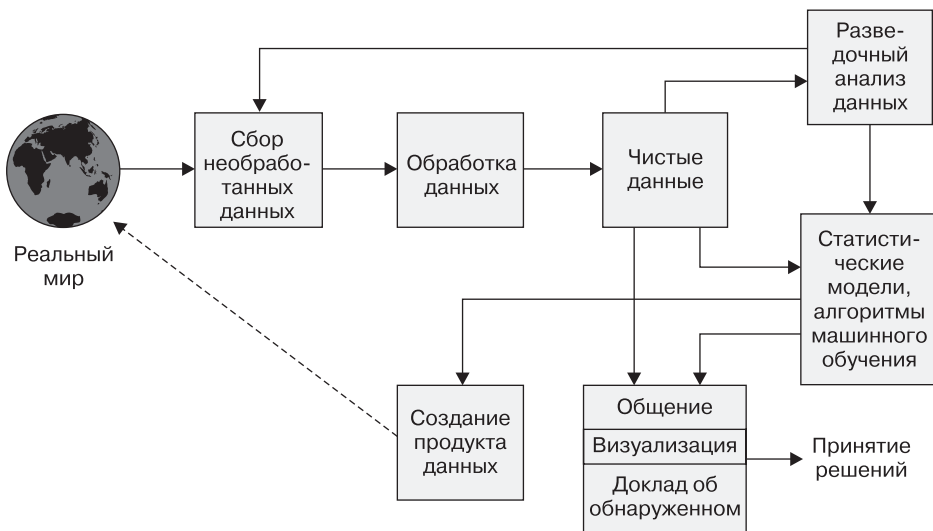 Разве-
дочный
анализ
данных
Сбор
необрабо-
танных
данных
Обработка
данных
Чистые
данные
Реальный
мир
Статисти-
ческие
модели,
алгоритмы
машинного
обучения
Создание
продукта
данных
Общение
Визуализация
Доклад об
обнаруженном
Принятие
решений